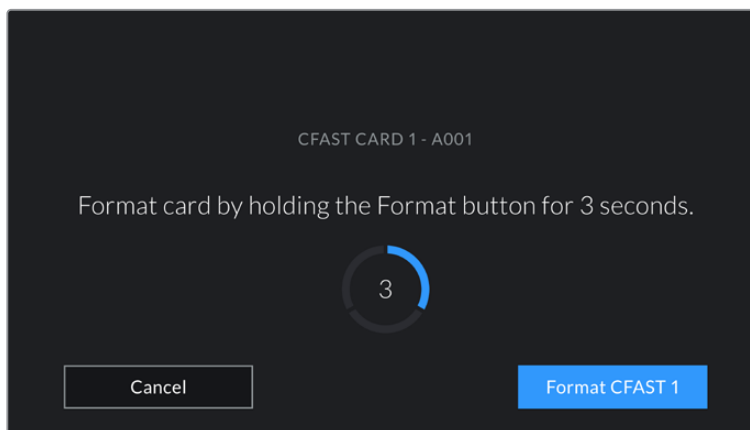 CFAST CARD 1 - A001
Format card by holding the Format button for 3 seconds.
3
Cancel
Format CFAST 1